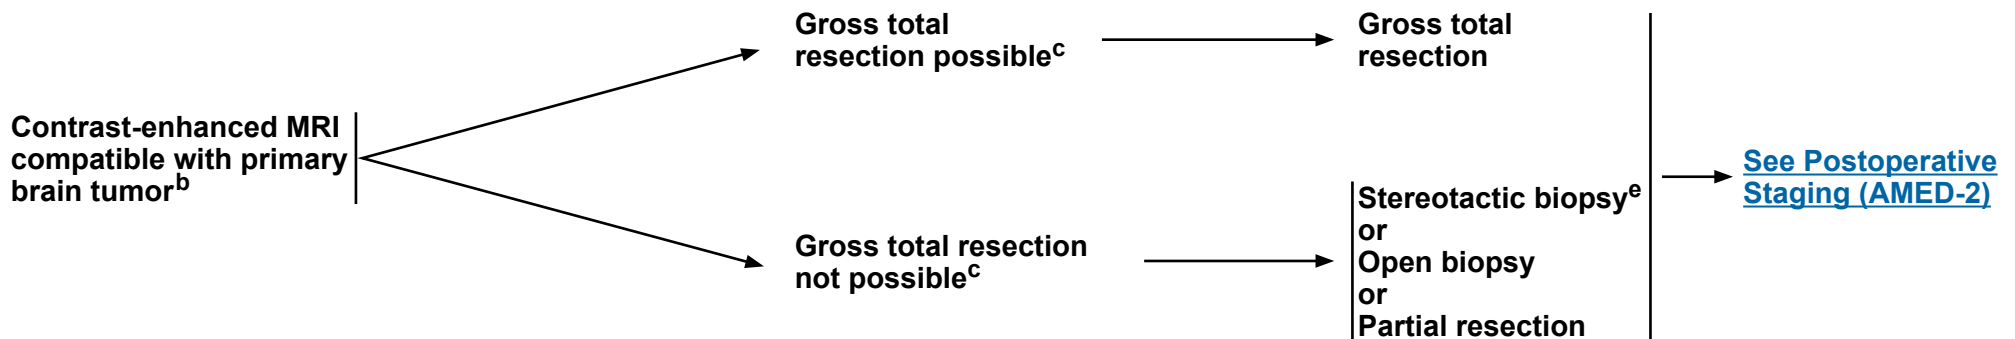 Contrast-enhanced MRI
compatible with primary
brain tumorᵇ
Gross total
resection possibleᶜ
Gross total
resection
Gross total resection
not possibleᶜ
Stereotactic biopsyᵉ
or
Open biopsy
or
Partial resection
See Postoperative
Staging (AMED-2)